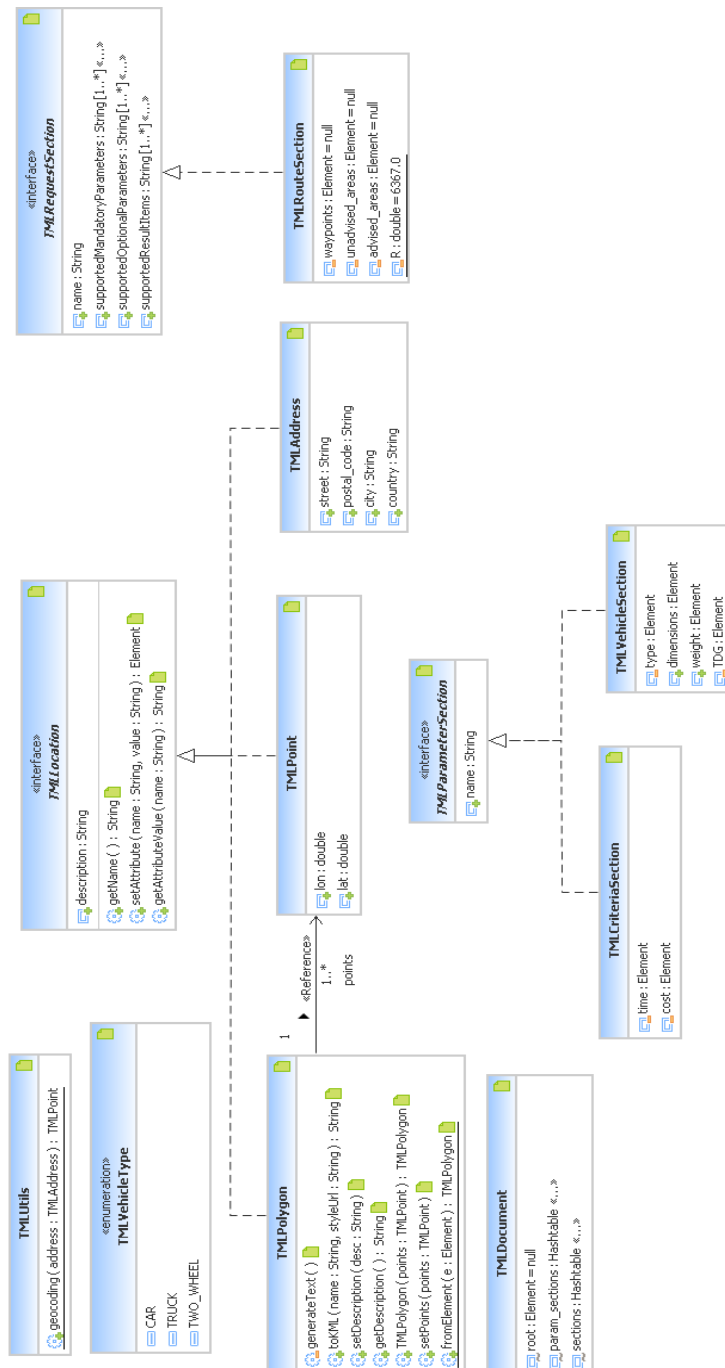 TMLUtils
geocoding ( address : TMLAddress ) : TMLPoint
«enumeration»
TMLVehicleType
CAR
TRUCK
TWO_WHEEL
«interface»
TMLLocation
description : String
getName ( ) : String
setAttribute ( name : String, value : String ) : Element
getAttributeValue ( name : String ) : String
«interface»
TMLRequestSection
name : String
supportedMandatoryParameters : String [1..*] «...»
supportedOptionalParameters : String [1..*] «...»
supportedResultItems : String [1..*] «...»
TMLPolygon
generateText ( )
toKML ( name : String, styleUrl : String ) : String
setDescription ( desc : String )
getDescription ( ) : String
TMLPolygon ( points : TMLPoint ) : TMLPolygon
setPoints ( points : TMLPoint )
fromElement ( e : Element ) : TMLPolygon
1
«Reference»
1..*
points
TMLPoint
lon : double
lat : double
TMLAddress
street : String
postal_code : String
city : String
country : String
TMLRouteSection
waypoints : Element = null
unadvised_areas : Element = null
advised_areas : Element = null
R : double = 6367.0
«interface»
TMLParameterSection
name : String
TMLDocument
root : Element = null
param_sections : Hashtable «...»
sections : Hashtable «...»
TMLCriteriaSection
time : Element
cost : Element
TMLVehicleSection
type : Element
dimensions : Element
weight : Element
TDG : Element